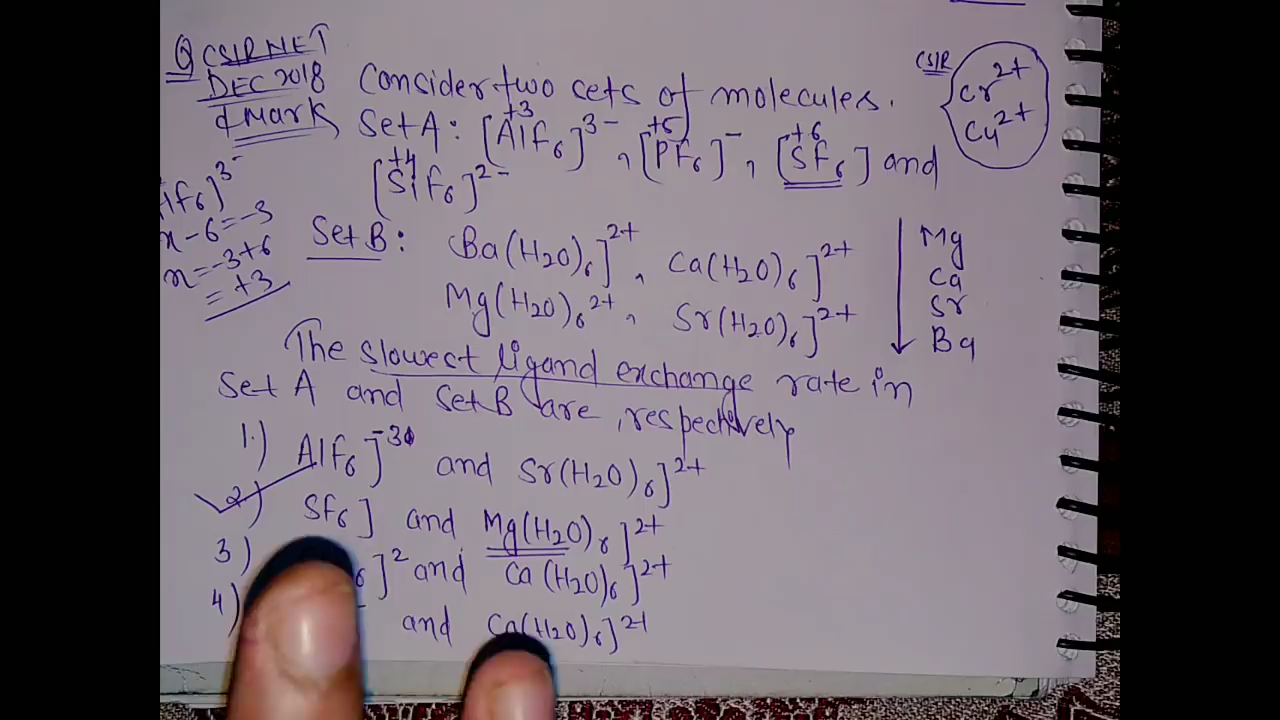 Q CSIR NET
DEC 2018
4 Mark
Consider two sets of molecules.
Set A: [AlF6]3-, [PF6]-, [SF6] and
+3 +5 +6
[SiF6]2-
+4
AlF6]3-
x-6=-3
x=-3+6
=+3
Set B: Ba(H2O)6]2+, Ca(H2O)6]2+
Mg(H2O)6 2+, Sr(H2O)6]2+
CSIR
Cr2+
Cu2+
Mg
Ca
Sr
Ba
The slowest ligand exchange rate in
Set A and Set B are, respectively
1.) AlF6]-3 and Sr(H2O)6]2+
2) SF6] and Mg(H2O)6]2+
3) 6]2 and Ca(H2O)6]2+
4) and Ca(H2O)6]2+